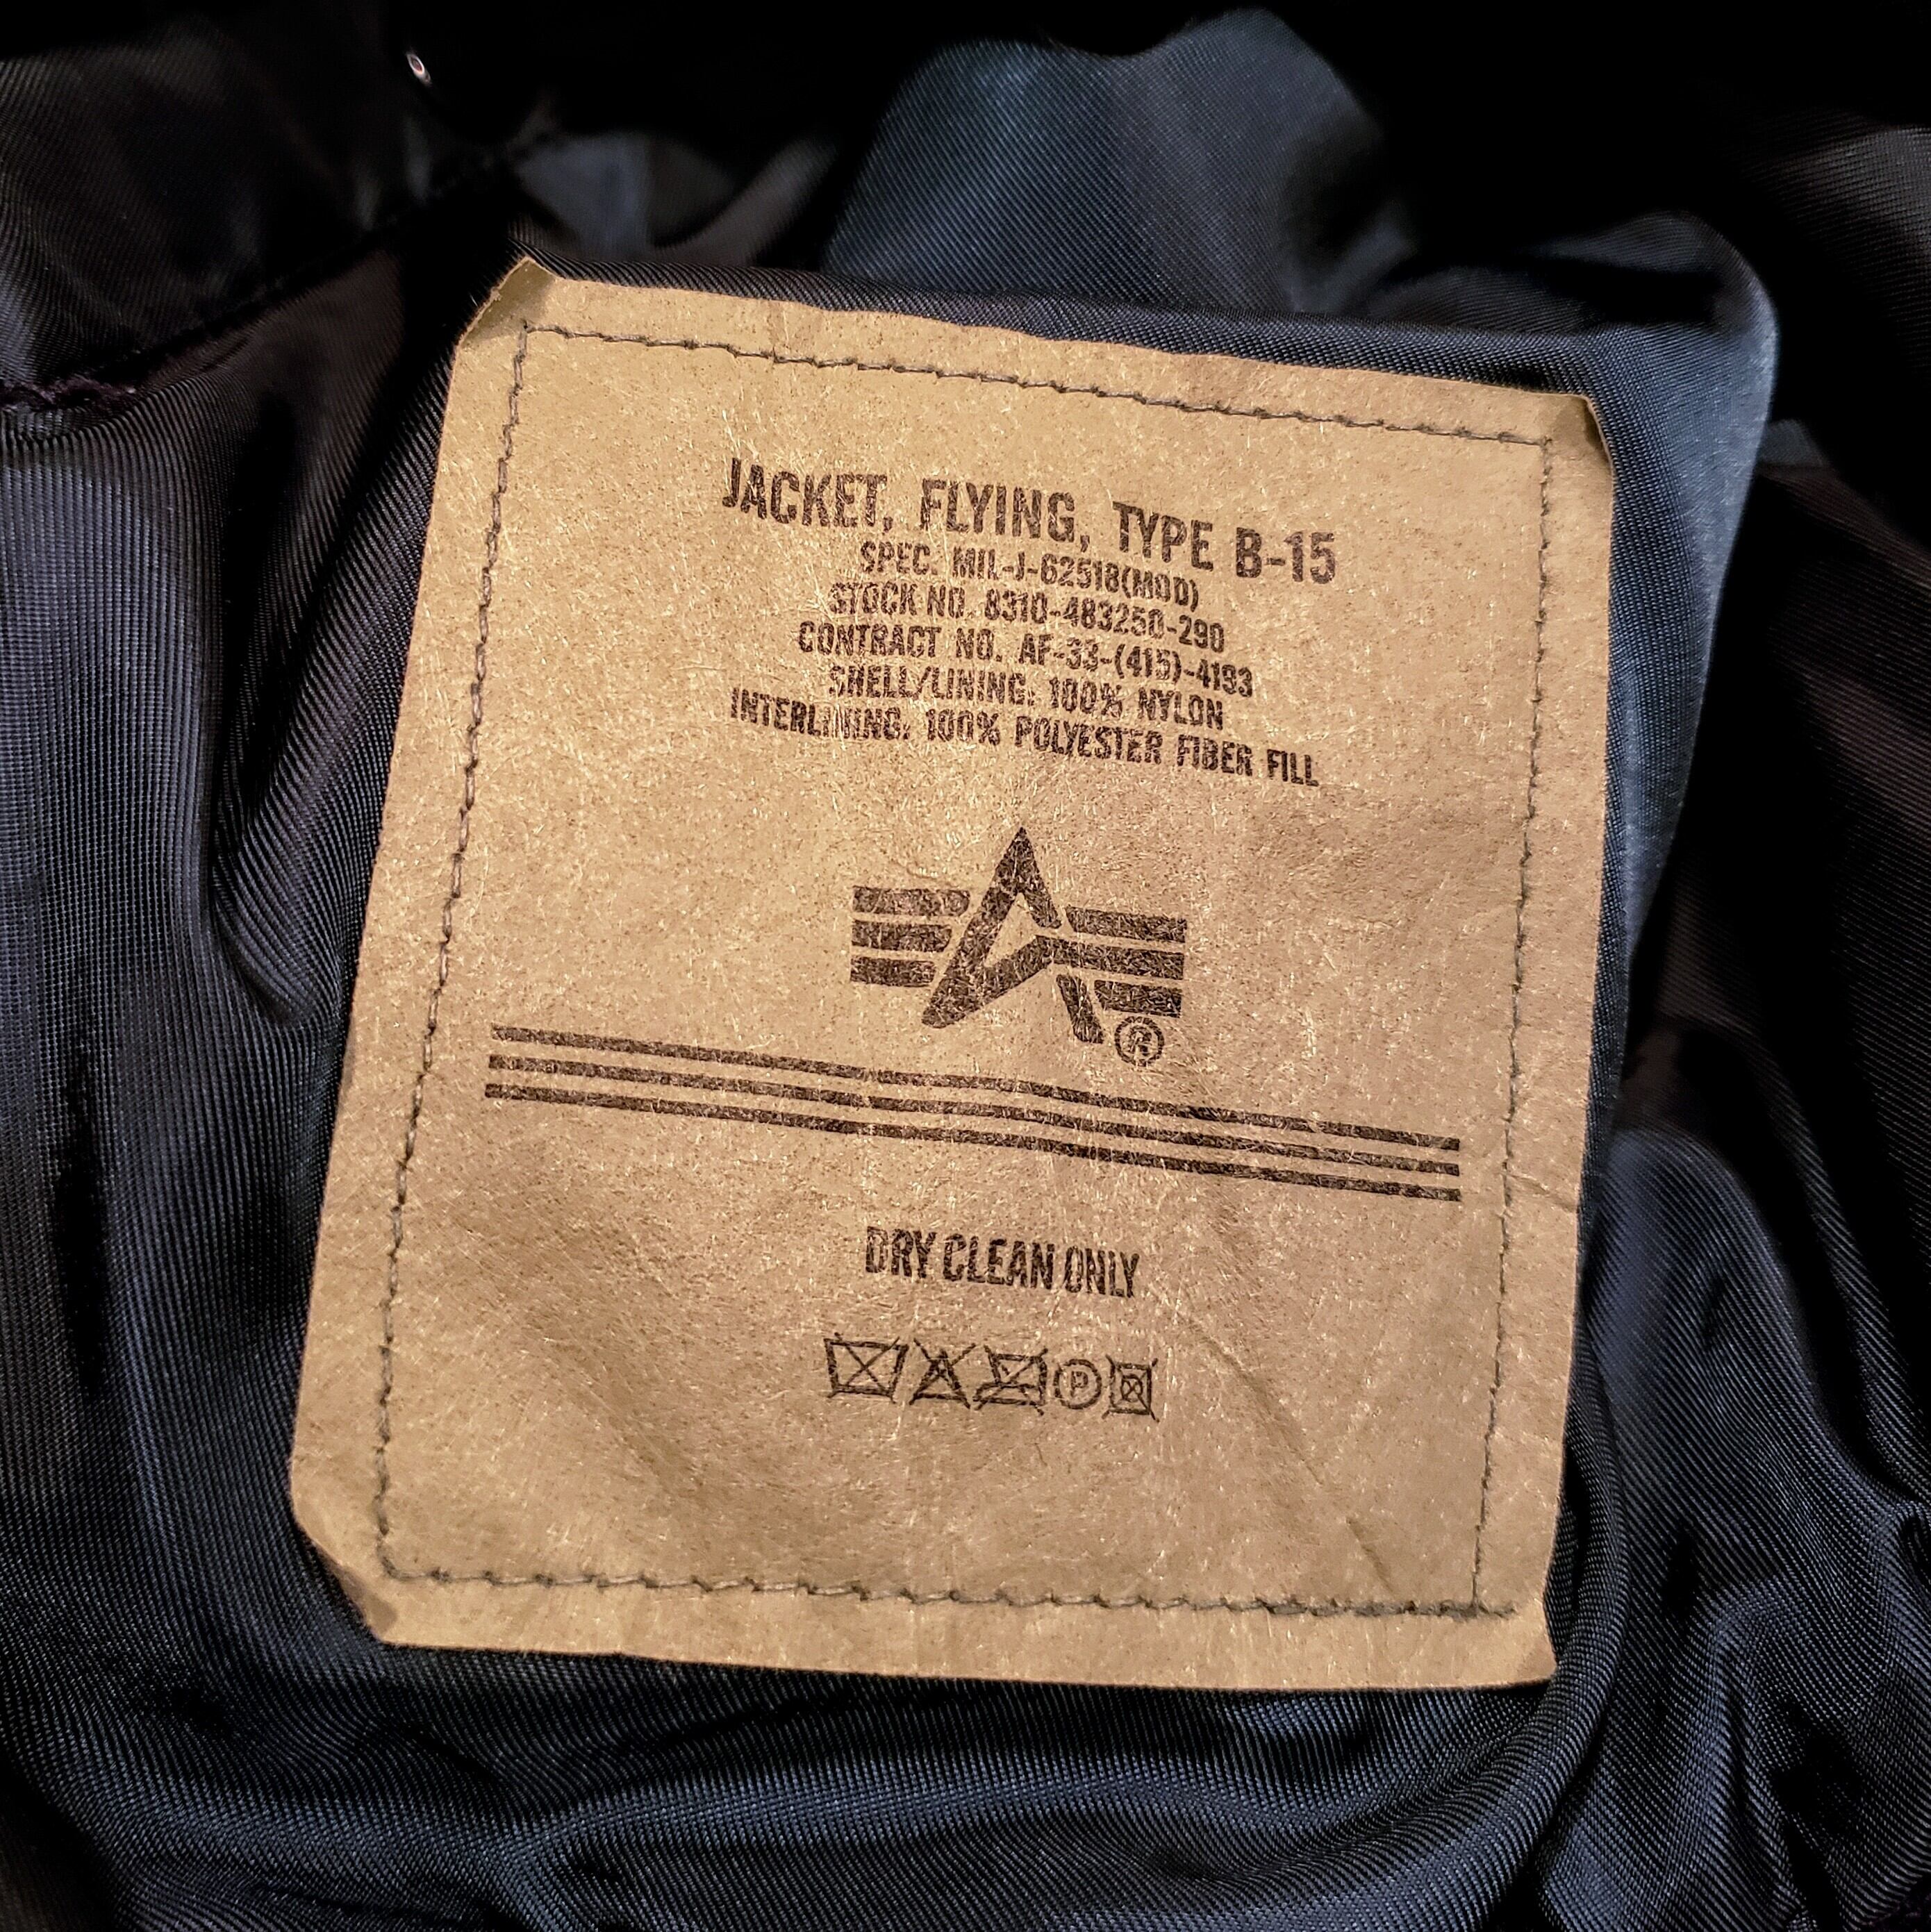 JACKET, FLYING, TYPE B-15
SPEC. MIL-J-62518(MOD)
STOCK NO. 8310-483250-290
CONTRACT NO. AF-33-(415)-4193
SHELL/LINING: 100% NYLON
INTERLINING: 100% POLYESTER FIBER FILL
®
DRY CLEAN ONLY
P